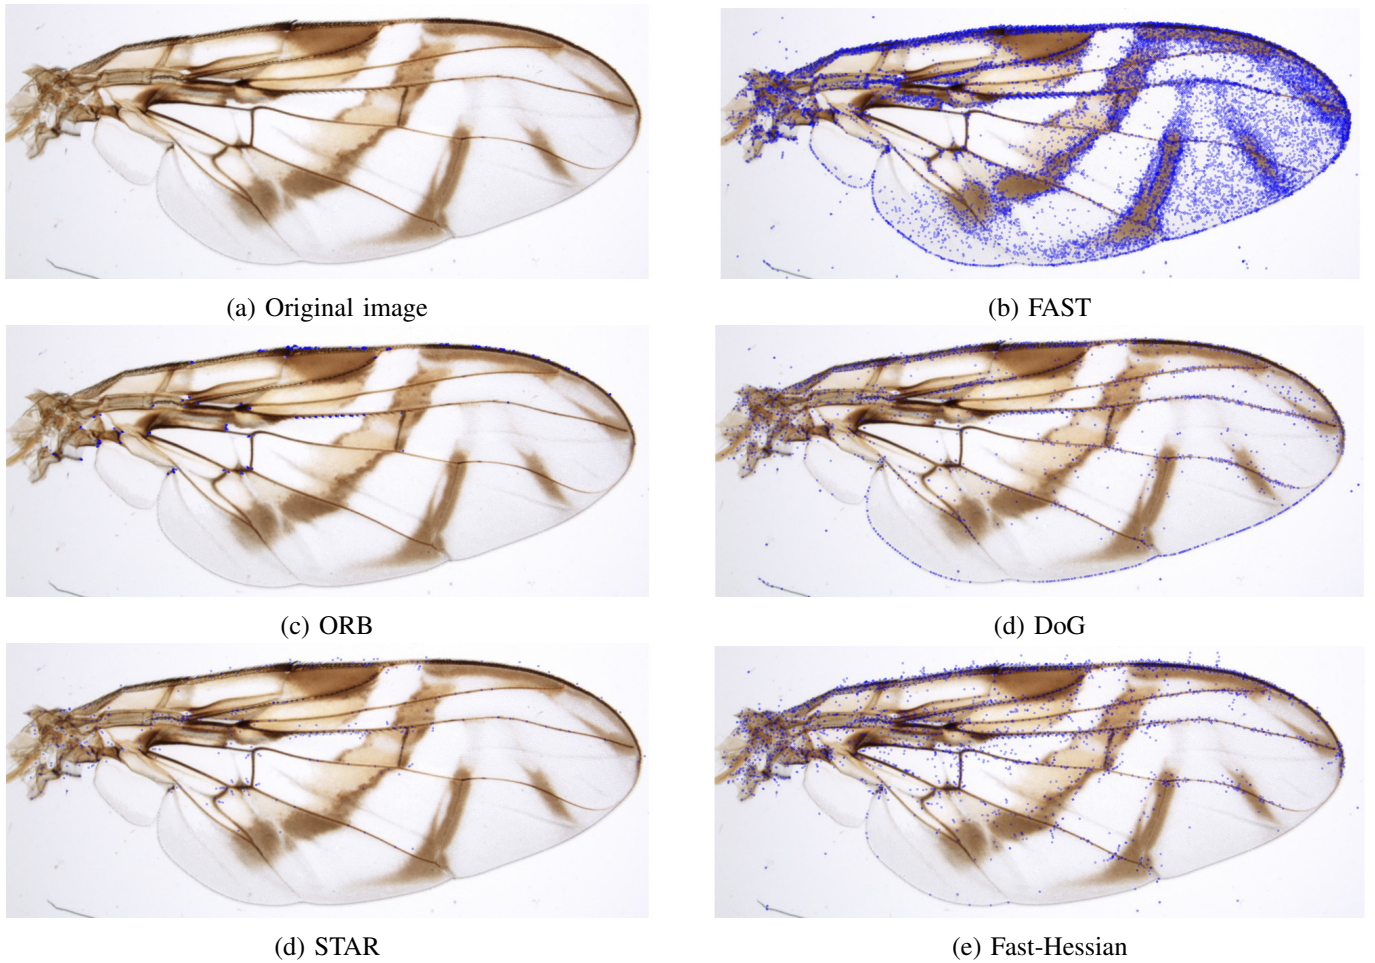 (a) Original image
(b) FAST
(c) ORB
(d) DoG
(d) STAR
(e) Fast-Hessian